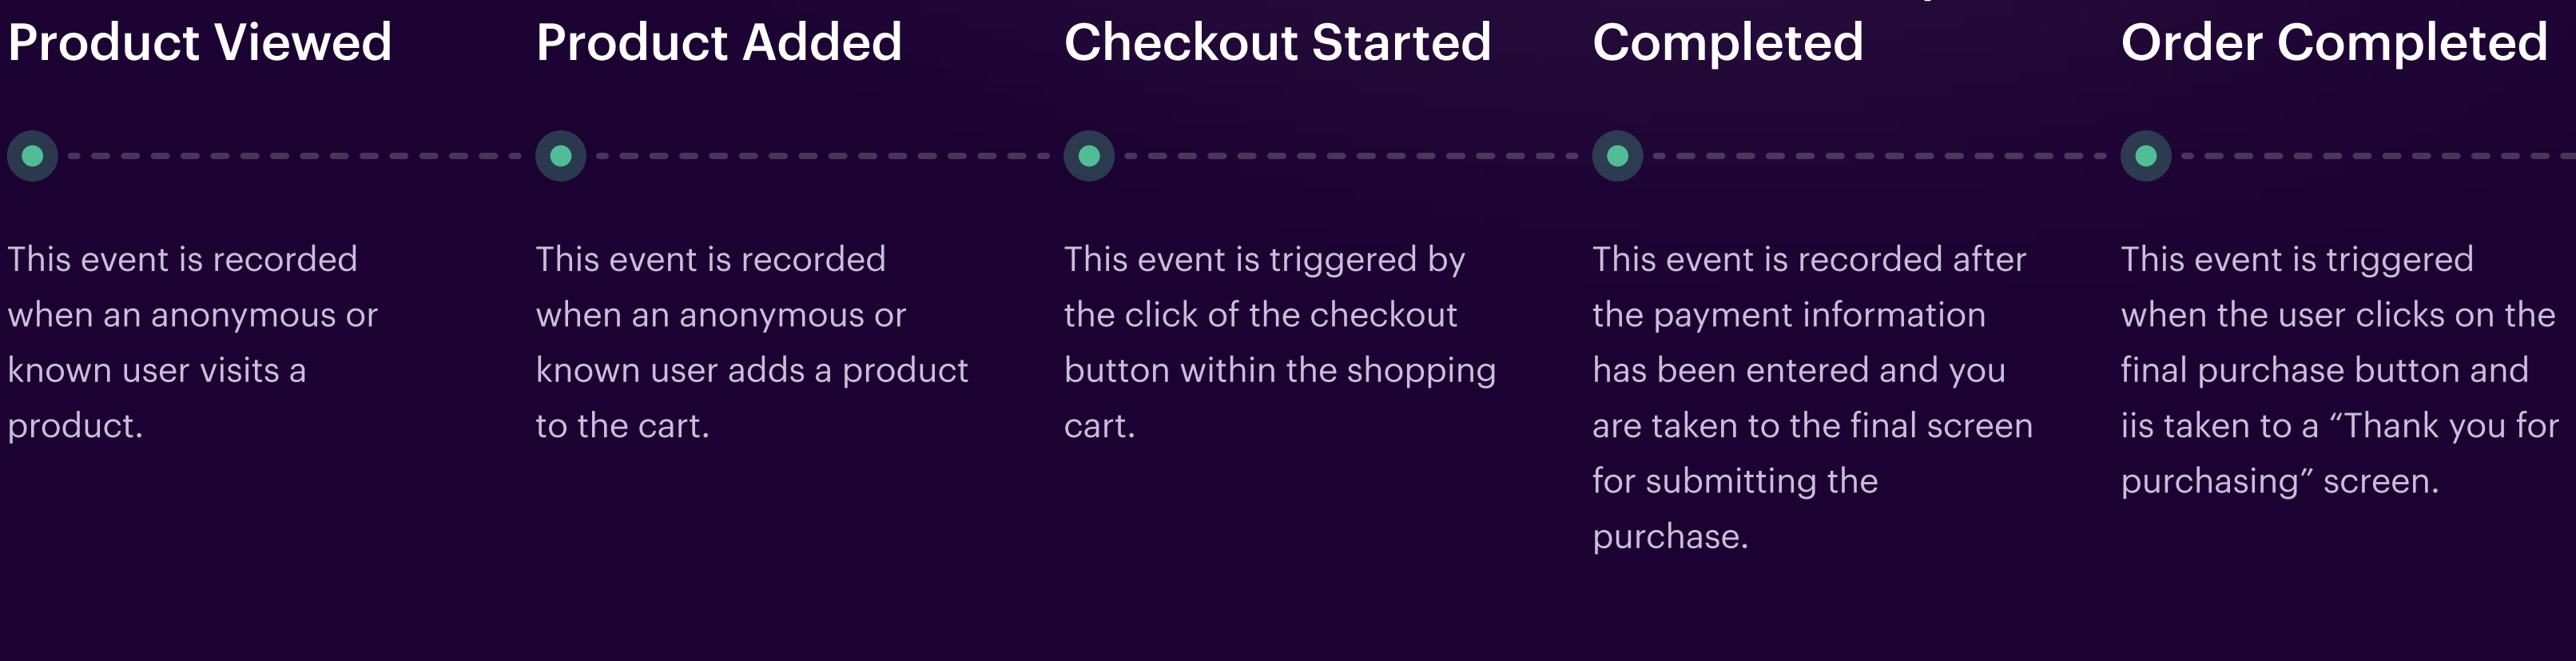 Product Viewed
This event is recorded
when an anonymous or
known user visits a
product.
Product Added
This event is recorded
when an anonymous or
known user adds a product
to the cart.
Checkout Started
This event is triggered by
the click of the checkout
button within the shopping
cart.
Completed
This event is recorded after
the payment information
has been entered and you
are taken to the final screen
for submitting the
purchase.
Order Completed
This event is triggered
when the user clicks on the
final purchase button and
iis taken to a “Thank you for
purchasing” screen.